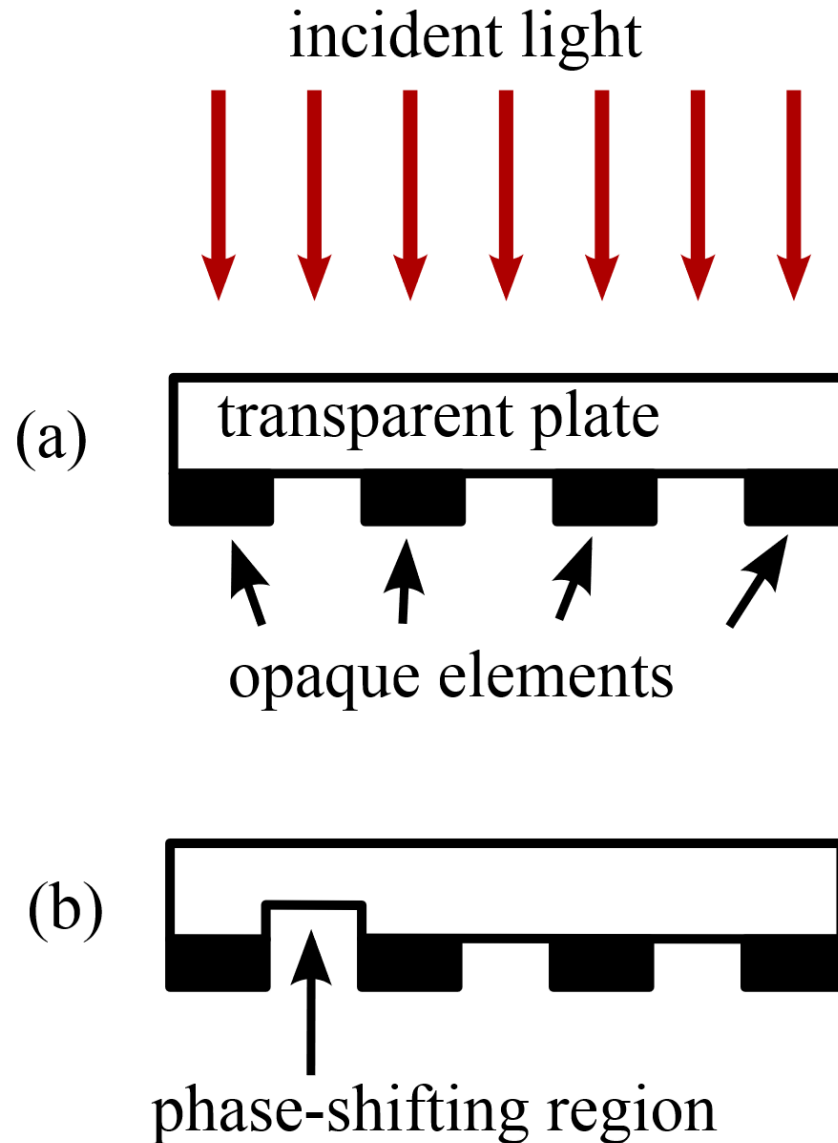 incident light
(a)
transparent plate
opaque elements
(b)
phase-shifting region